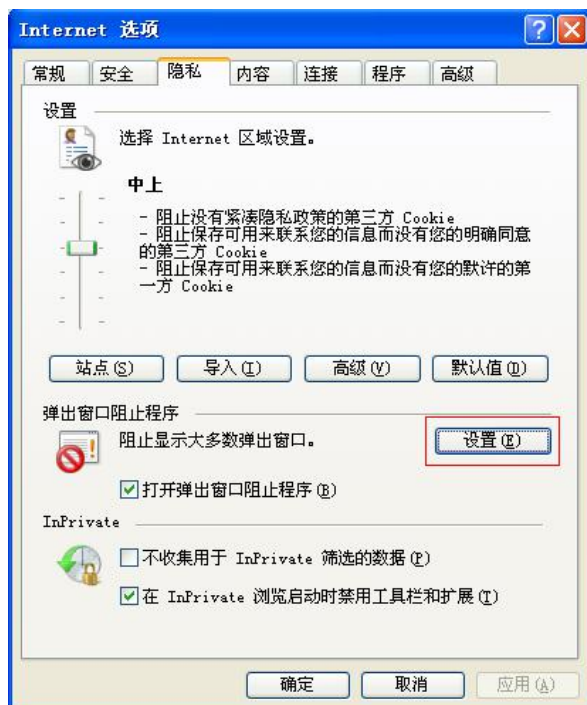 Internet 选项
常规 安全 隐私 内容 连接 程序 高级
设置
选择 Internet 区域设置。
中上
- 阻止没有紧凑隐私政策的第三方 Cookie
- 阻止保存可用来联系您的信息而没有您的明确同意
的第三方 Cookie
- 阻止保存可用来联系您的信息而没有您的默许的第
一方 Cookie
站点(S) 导入(I) 高级(V) 默认值(D)
弹出窗口阻止程序
阻止显示大多数弹出窗口。 设置(E)
打开弹出窗口阻止程序(B)
InPrivate
不收集用于 InPrivate 筛选的数据(P)
在 InPrivate 浏览启动时禁用工具栏和扩展(T)
确定 取消 应用(A)